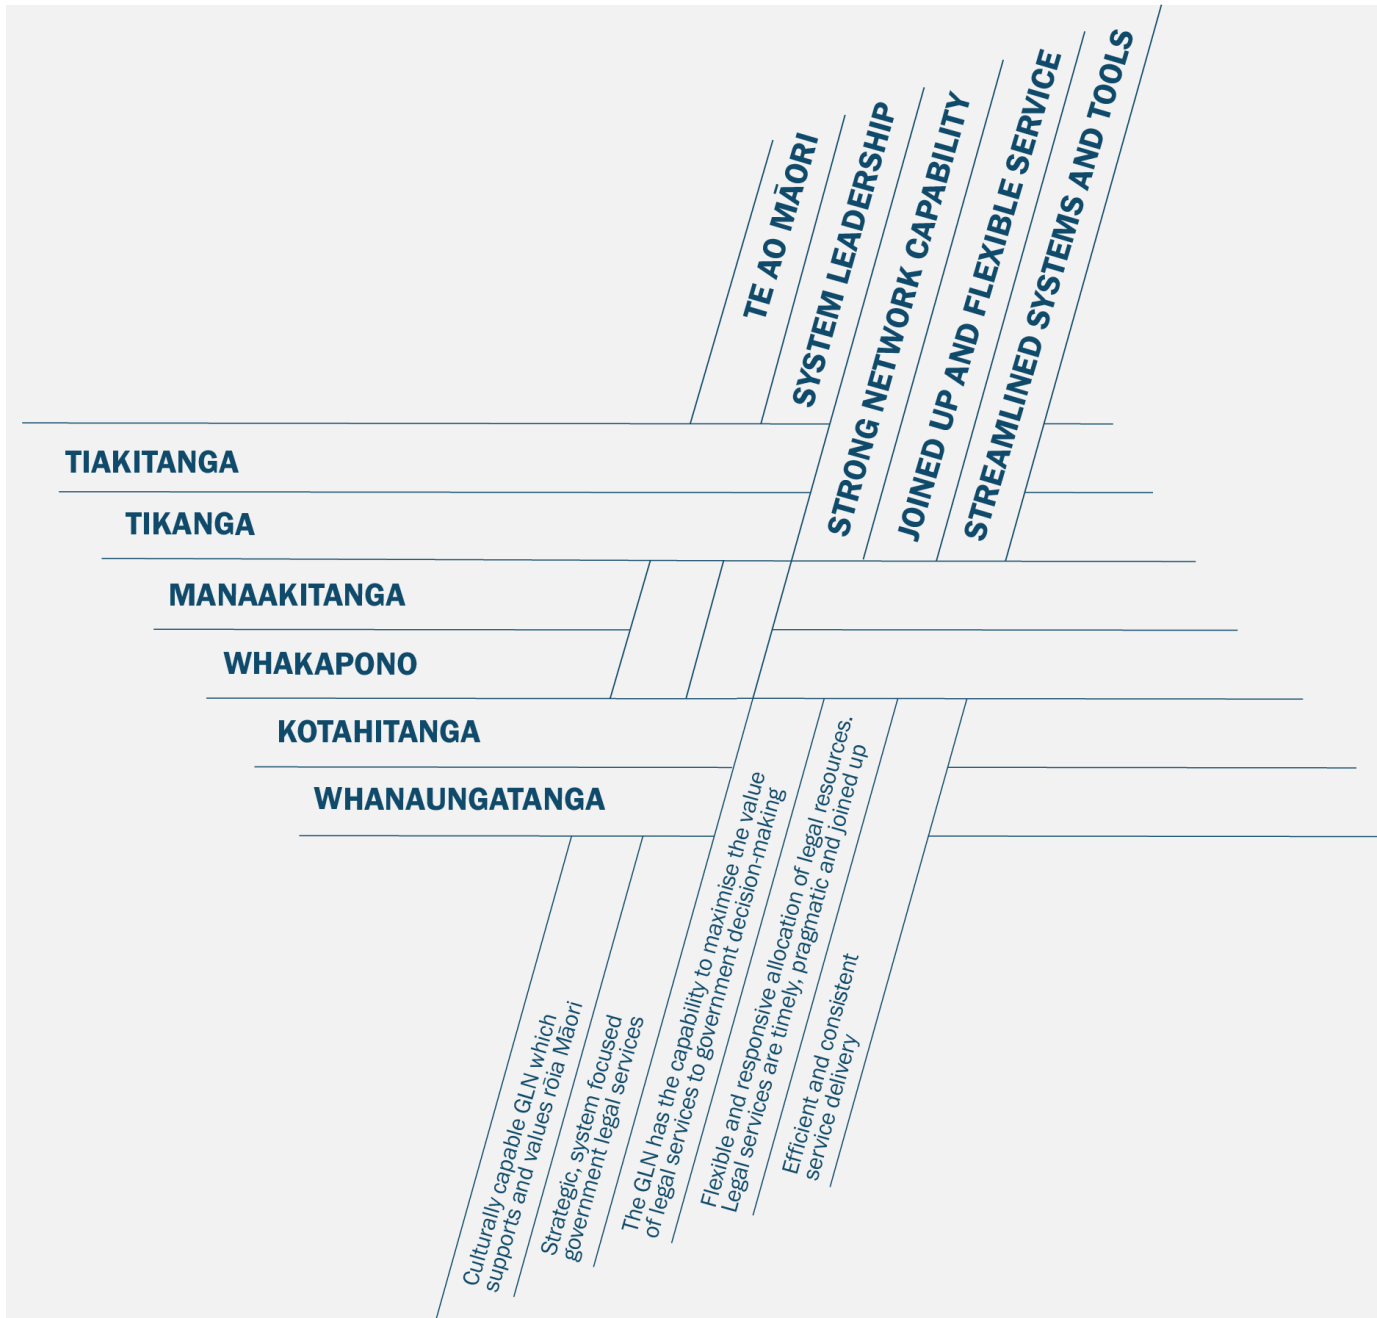 TE AO MĀORI
SYSTEM LEADERSHIP
STRONG NETWORK CAPABILITY
JOINED UP AND FLEXIBLE SERVICE
STREAMLINED SYSTEMS AND TOOLS
TIAKITANGA
TIKANGA
MANAAKITANGA
WHAKAPONO
KOTAHITANGA
WHANAUNGATANGA
Culturally capable GLN which
supports and values rōia Māori
Strategic, system focused
government legal services
The GLN has the capability to maximise the value
of legal services to government decision-making
Flexible and responsive allocation of legal resources.
Legal services are timely, pragmatic and joined up
Efficient and consistent
service delivery